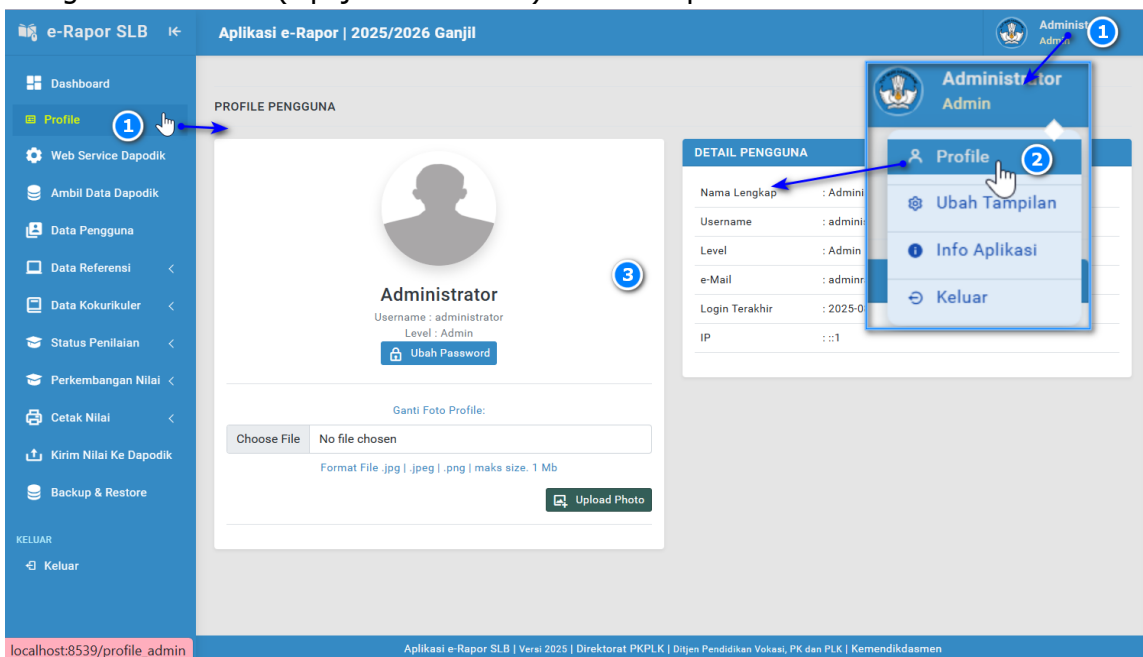 e-Rapor SLB
Aplikasi e-Rapor | 2025/2026 Ganjil
Admin
1
Dashboard
Profile
1
Web Service Dapodik
Ambil Data Dapodik
Data Pengguna
Data Referensi
Data Kokurikuler
Status Penilaian
Perkembangan Nilai
Cetak Nilai
Kirim Nilai Ke Dapodik
Backup & Restore
KELUAR
Keluar
PROFILE PENGGUNA
Administrator
Username : administrator
Level : Admin
Ubah Password
Ganti Foto Profile:
Choose File No file chosen
Format File .jpg | .jpeg | .png | maks size. 1 Mb
Upload Photo
3
DETAIL PENGGUNA
Nama Lengkap :
Username :
Level : Admin
e-Mail :
Login Terakhir :
IP : ::1
Administrator
Admin
Profile
2
Ubah Tampilan
Info Aplikasi
Keluar
localhost:8539/profile_admin
Aplikasi e-Rapor SLB | Versi 2025 | Direktorat PKPLK | Ditjen Pendidikan Vokasi, PK dan PLK | Kemendikdasmen